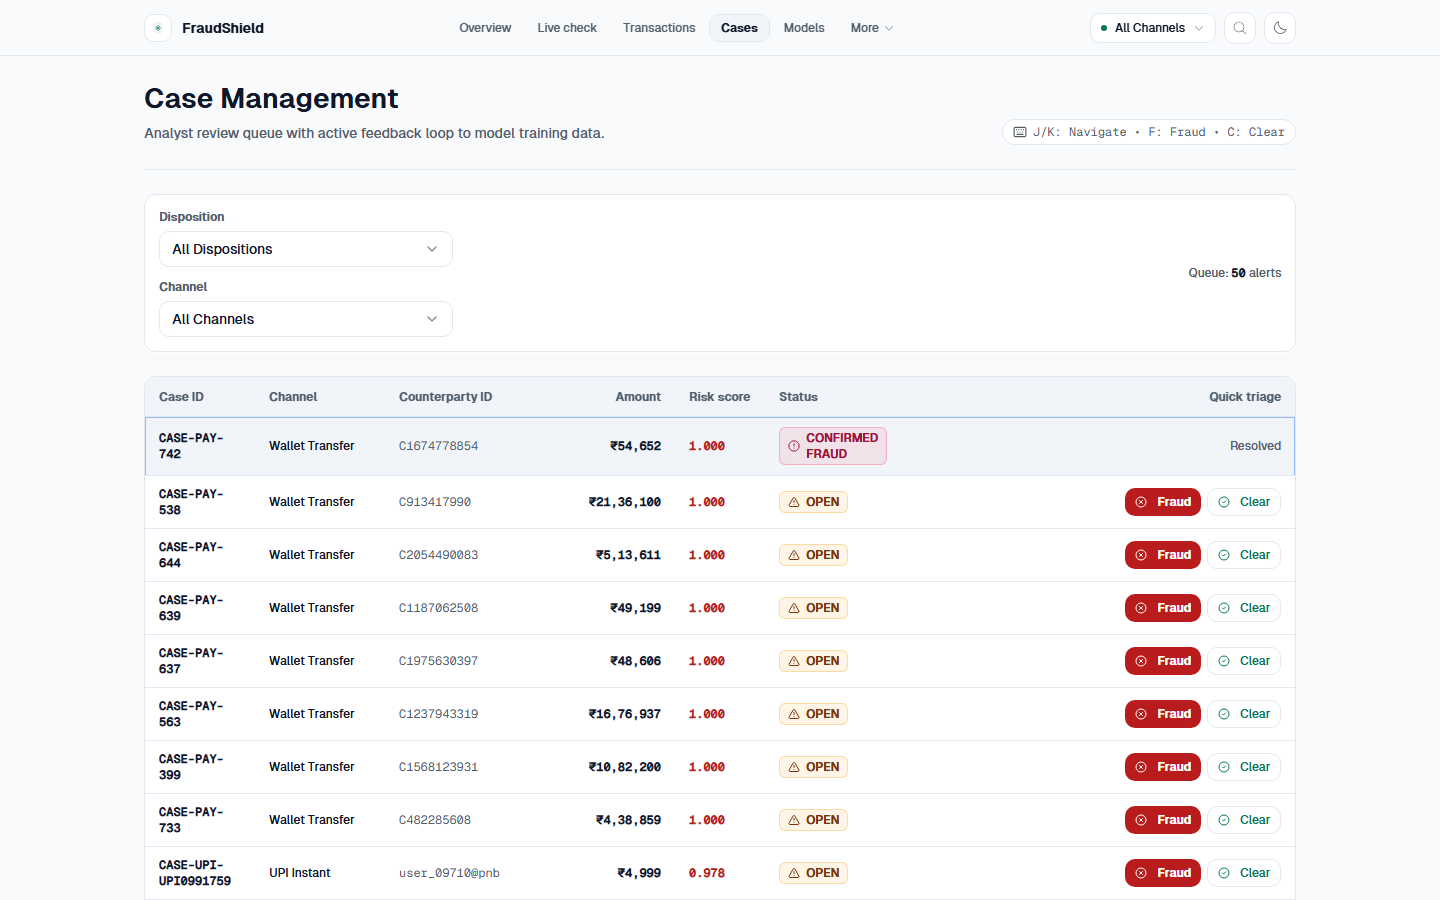 FraudShield
Overview
Live check
Transactions
Cases
Models
More
All Channels
Case Management
Analyst review queue with active feedback loop to model training data.
J/K: Navigate • F: Fraud • C: Clear
Disposition
All Dispositions
Channel
All Channels
Queue: 50 alerts
Case ID Channel Counterparty ID Amount Risk score Status Quick triage
CASE-PAY-
742
Wallet Transfer C1674778854 ₹54,652 1.000
CONFIRMED
FRAUD
Resolved
CASE-PAY-
538
Wallet Transfer C913417990 ₹21,36,100 1.000 OPEN Fraud Clear
CASE-PAY-
644
Wallet Transfer C2054490083 ₹5,13,611 1.000 OPEN Fraud Clear
CASE-PAY-
639
Wallet Transfer C1187062508 ₹49,199 1.000 OPEN Fraud Clear
CASE-PAY-
637
Wallet Transfer C1975630397 ₹48,606 1.000 OPEN Fraud Clear
CASE-PAY-
563
Wallet Transfer C1237943319 ₹16,76,937 1.000 OPEN Fraud Clear
CASE-PAY-
399
Wallet Transfer C1568123931 ₹10,82,200 1.000 OPEN Fraud Clear
CASE-PAY-
733
Wallet Transfer C482285608 ₹4,38,859 1.000 OPEN Fraud Clear
CASE-UPI-
UPI0991759
UPI Instant user_09710@pnb ₹4,999 0.978 OPEN Fraud Clear